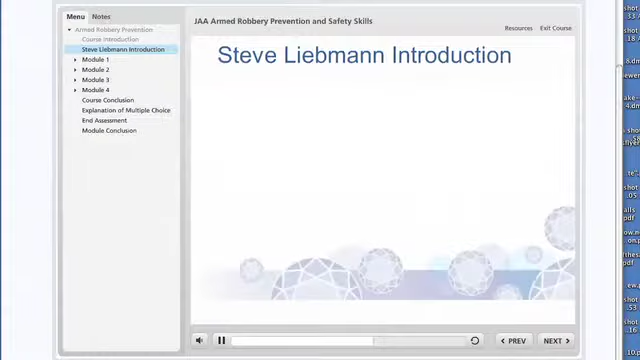 Menu Notes
JAA Armed Robbery Prevention and Safety Skills
Resources Exit Course
Armed Robbery Prevention
Course Introduction
Steve Liebmann Introduction
Module 1
Module 2
Module 3
Module 4
Course Conclusion
Explanation of Multiple Choice
End Assessment
Module Conclusion
Steve Liebmann Introduction
PREV NEXT